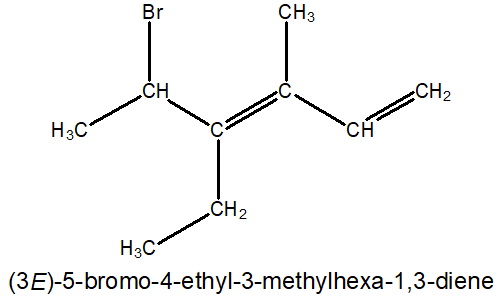 Br
CH₃
CH
C
CH₂
H₃C
C
CH
CH₂
H₃C
(3E)-5-bromo-4-ethyl-3-methylhexa-1,3-diene